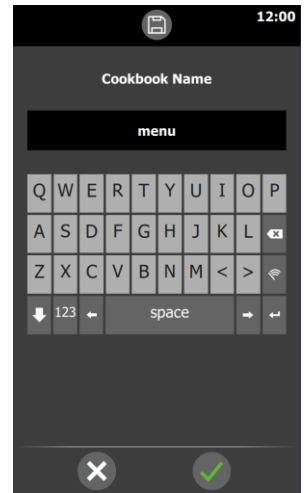 12:00
Cookbook Name
menu
Q W E R T Y U I O P
A S D F G H J K L
Z X C V B N M < >
123 space